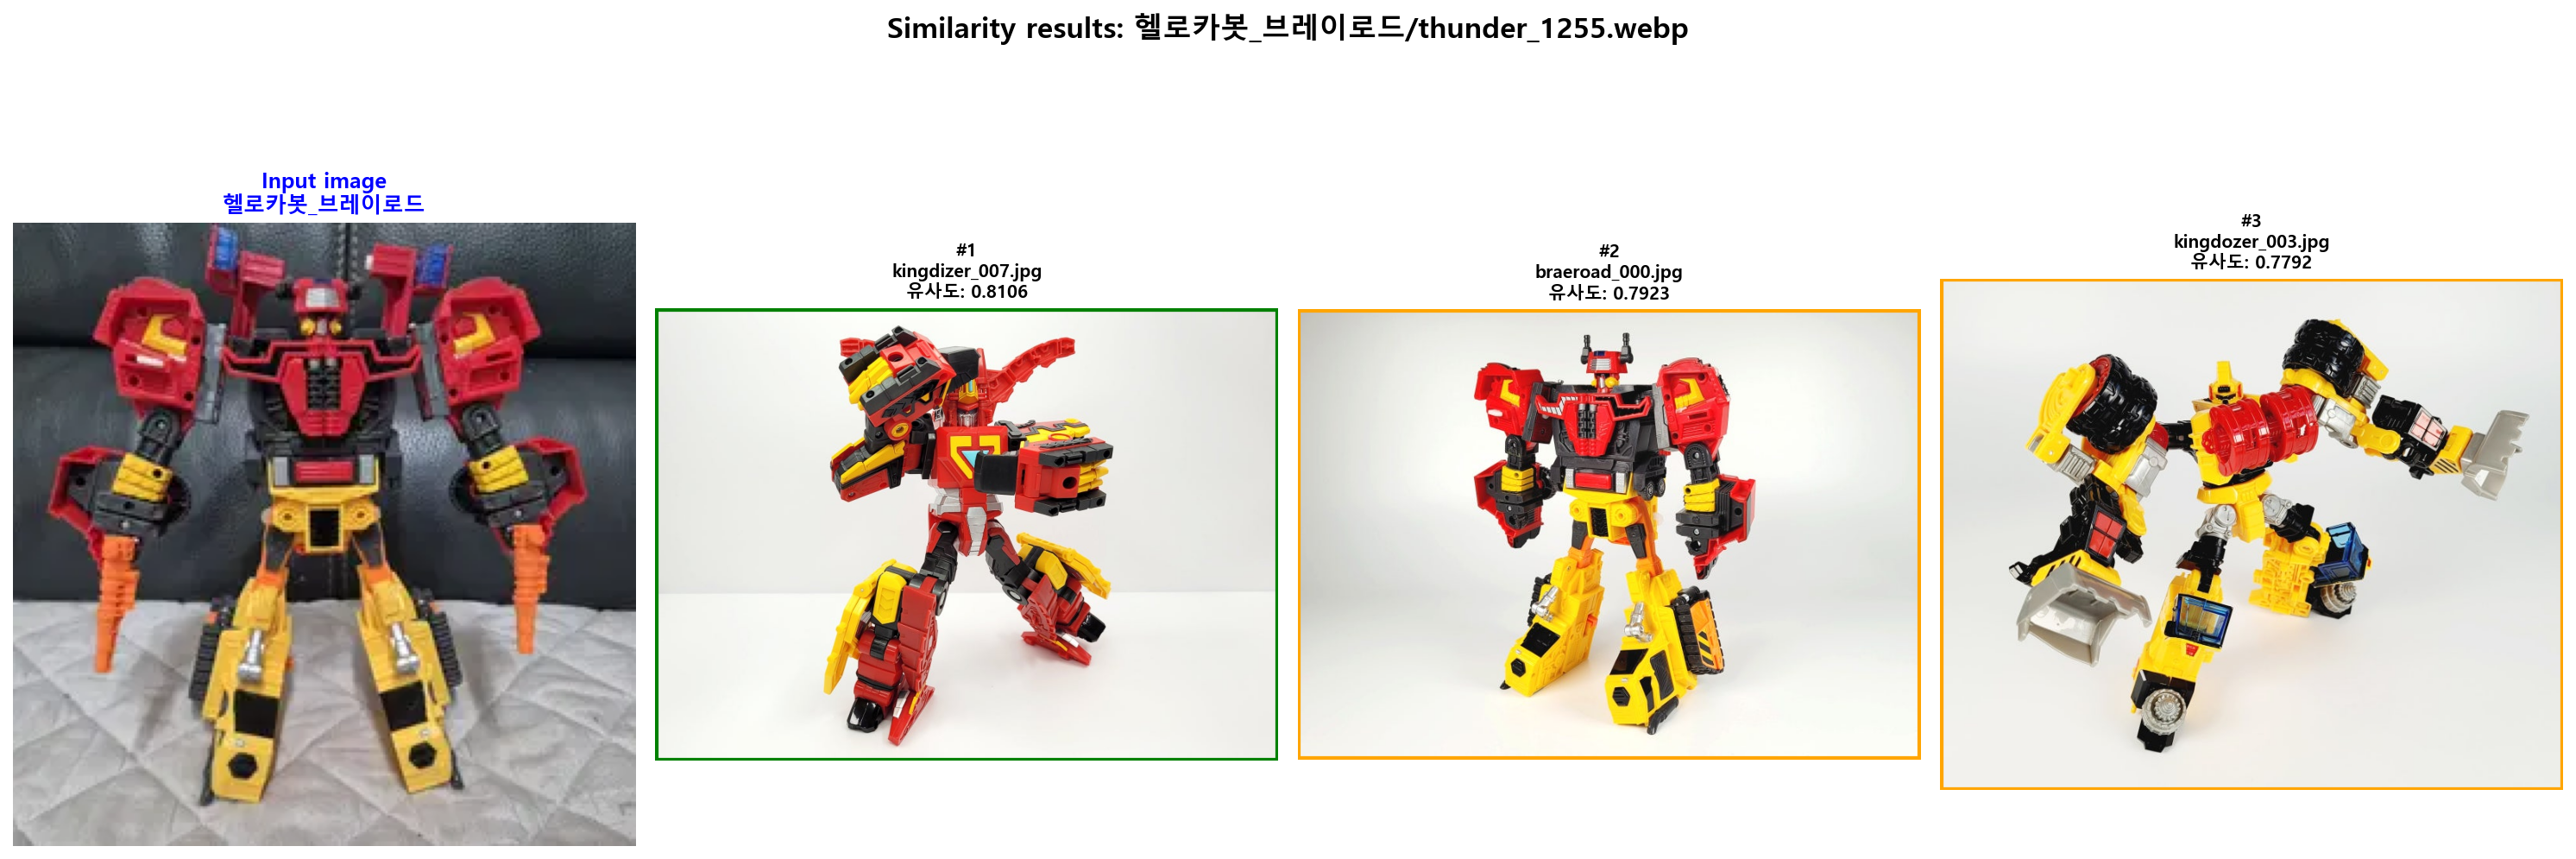 Similarity results: 헬로카봇_브레이로드/thunder_1255.webp
Input image
헬로카봇_브레이로드
#1
kingdizer_007.jpg
유사도: 0.8106
#2
braeroad_000.jpg
유사도: 0.7923
#3
kingdozer_003.jpg
유사도: 0.7792